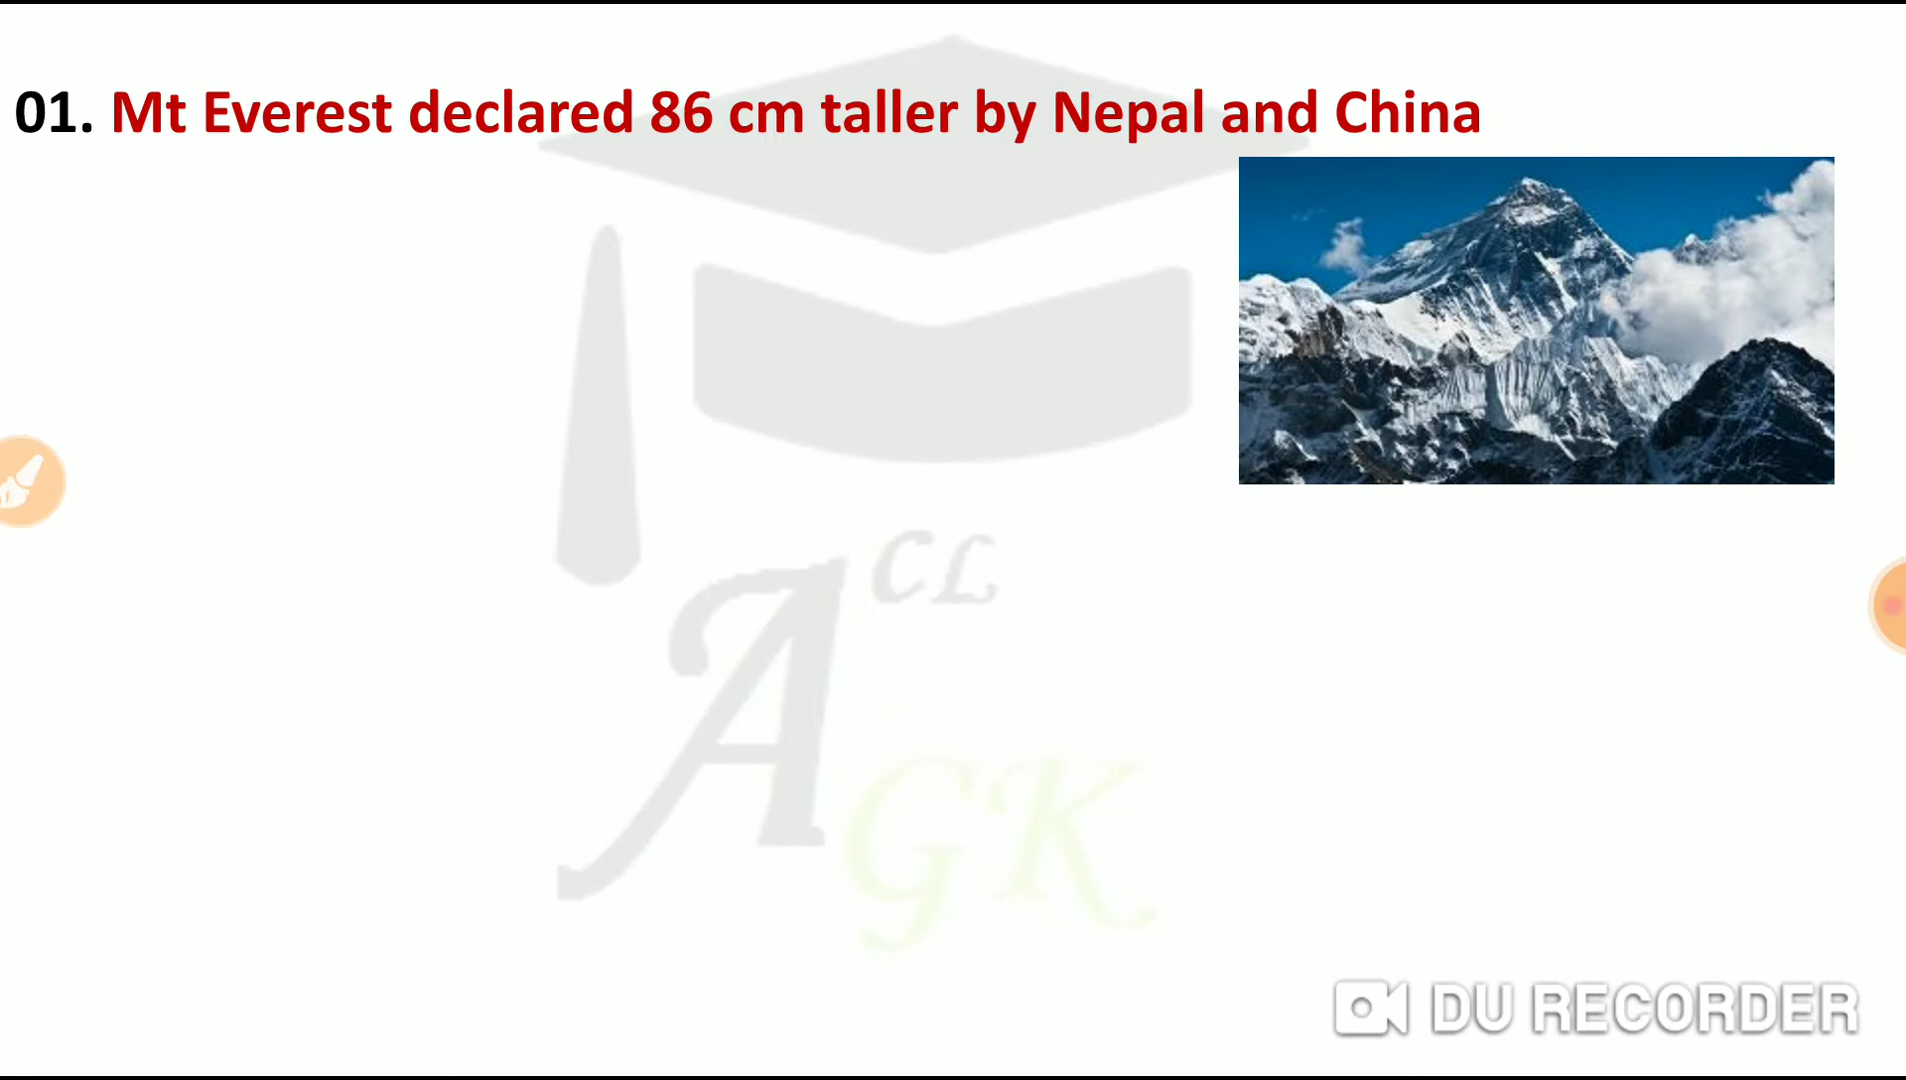 01. Mt Everest declared 86 cm taller by Nepal and China
CL
A
GK
DU RECORDER